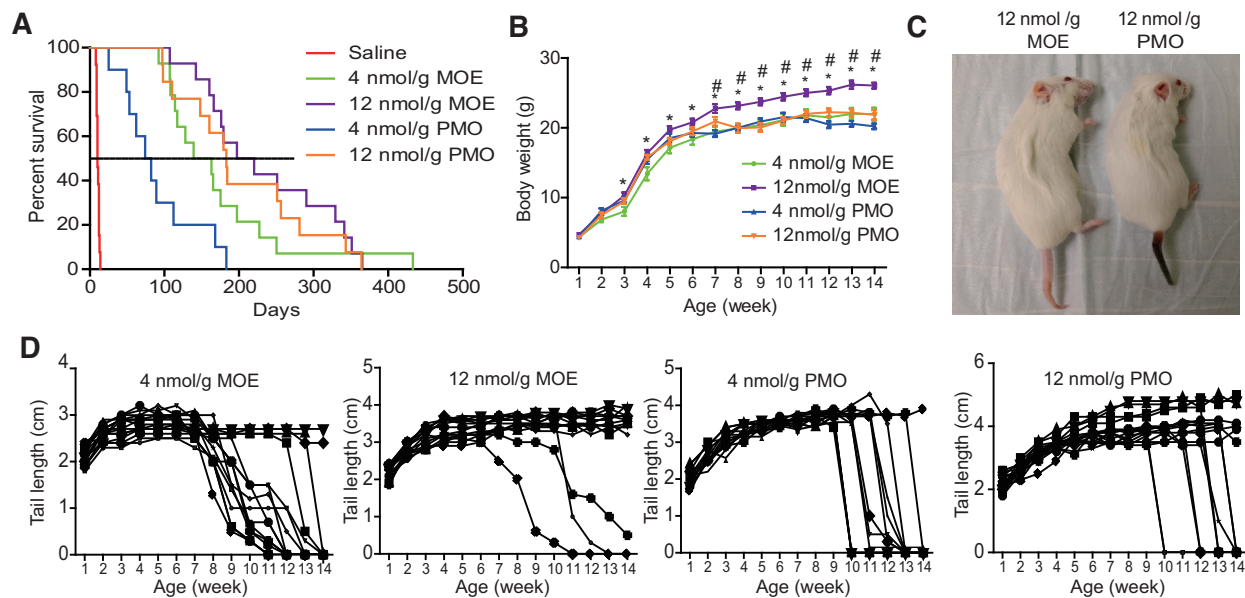 A
100
80
60
40
20
0
Percent survival
0 100 200 300 400 500
Days
Saline
4 nmol/g MOE
12 nmol/g MOE
4 nmol/g PMO
12 nmol/g PMO
B
30
20
10
0
Body weight (g)
* * * * # * # * # * # * # * # * # * # *
4 nmol/g MOE
12nmol/g MOE
4 nmol/g PMO
12nmol/g PMO
1 2 3 4 5 6 7 8 9 10 11 12 13 14
Age (week)
C
12 nmol /g
MOE
12 nmol /g
PMO
D
4 nmol/g MOE
4
3
2
1
0
Tail length (cm)
1 2 3 4 5 6 7 8 9 10 11 12 13 14
Age (week)
12 nmol/g MOE
5
4
3
2
1
0
Tail length (cm)
1 2 3 4 5 6 7 8 9 10 11 12 13 14
Age (week)
4 nmol/g PMO
5
4
3
2
1
0
Tail length (cm)
1 2 3 4 5 6 7 8 9 10 11 12 13 14
Age (week)
12 nmol/g PMO
6
4
2
0
Tail length (cm)
1 2 3 4 5 6 7 8 9 10 11 12 13 14
Age (week)